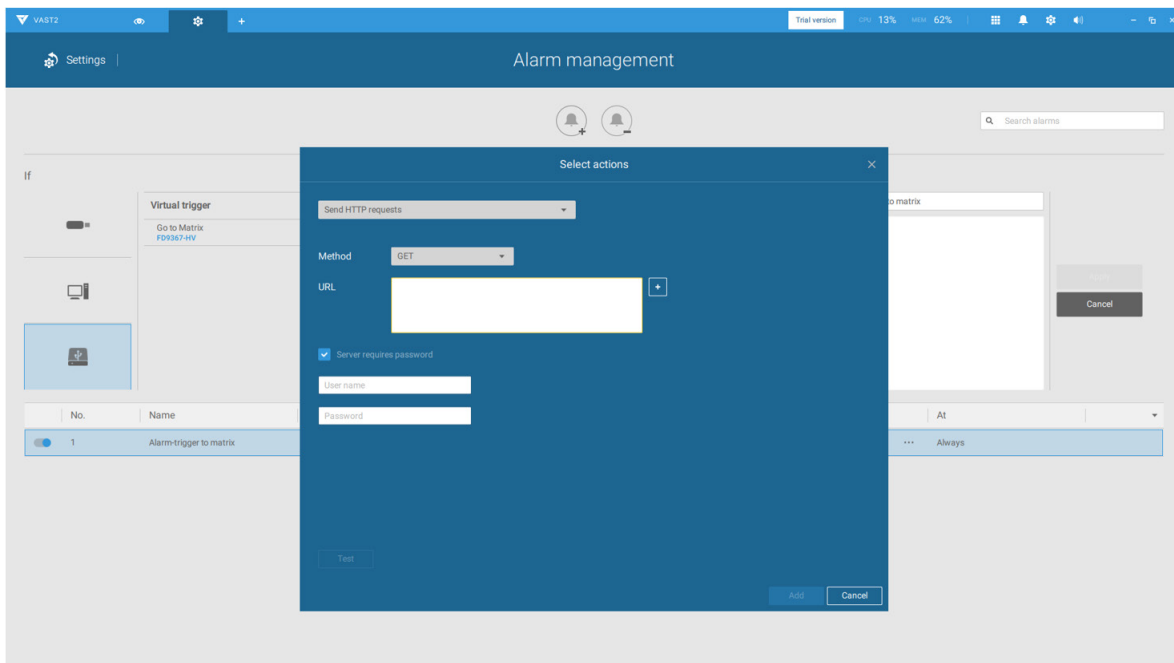 VAST2
+
Trial version
CPU 13% MEM 62%
Settings
Alarm management
Search alarms
If
Select actions
Virtual trigger
Go to Matrix
FD9367-HV
Send HTTP requests
to matrix
Method
GET
URL
+
Apply
Cancel
Server requires password
User name
Password
No.
Name
At
1
Alarm-trigger to matrix
Always
Test
Add
Cancel